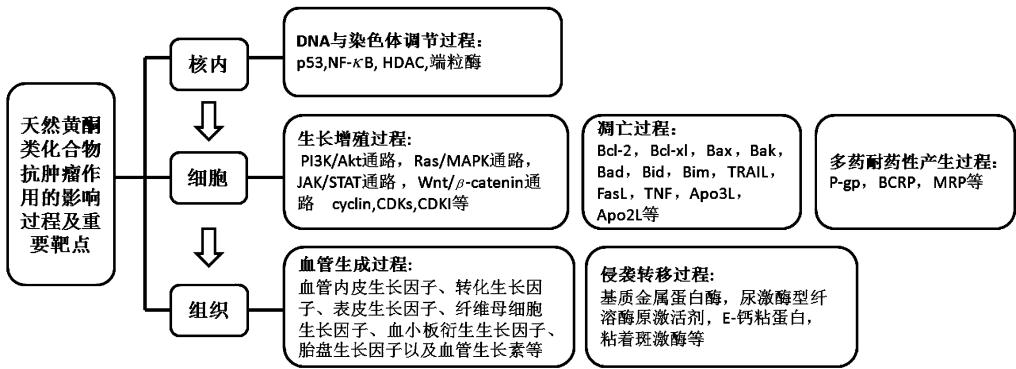 天然黄酮
类化合物
抗肿瘤作
用的影响
过程及重
要靶点
核内
DNA与染色体调节过程：
p53,NF-κB, HDAC,端粒酶
细胞
生长增殖过程：
PI3K/Akt通路，Ras/MAPK通路，
JAK/STAT通路 ，Wnt/β-catenin通
路 cyclin,CDKs,CDKI等
凋亡过程：
Bcl-2，Bcl-xl，Bax，Bak，
Bad，Bid，Bim，TRAIL，
FasL，TNF，Apo3L，
Apo2L等
多药耐药性产生过程：
P-gp，BCRP，MRP等
组织
血管生成过程：
血管内皮生长因子、转化生长因
子、表皮生长因子、纤维母细胞
生长因子、血小板衍生生长因子、
胎盘生长因子以及血管生长素等
侵袭转移过程:
基质金属蛋白酶，尿激酶型纤
溶酶原激活剂，E-钙粘蛋白，
粘着斑激酶等